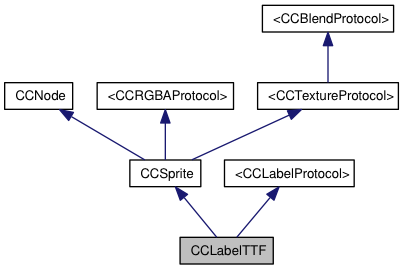 <CCBlendProtocol>
CCNode
<CCRGBAProtocol>
<CCTextureProtocol>
CCSprite
<CCLabelProtocol>
CCLabelTTF